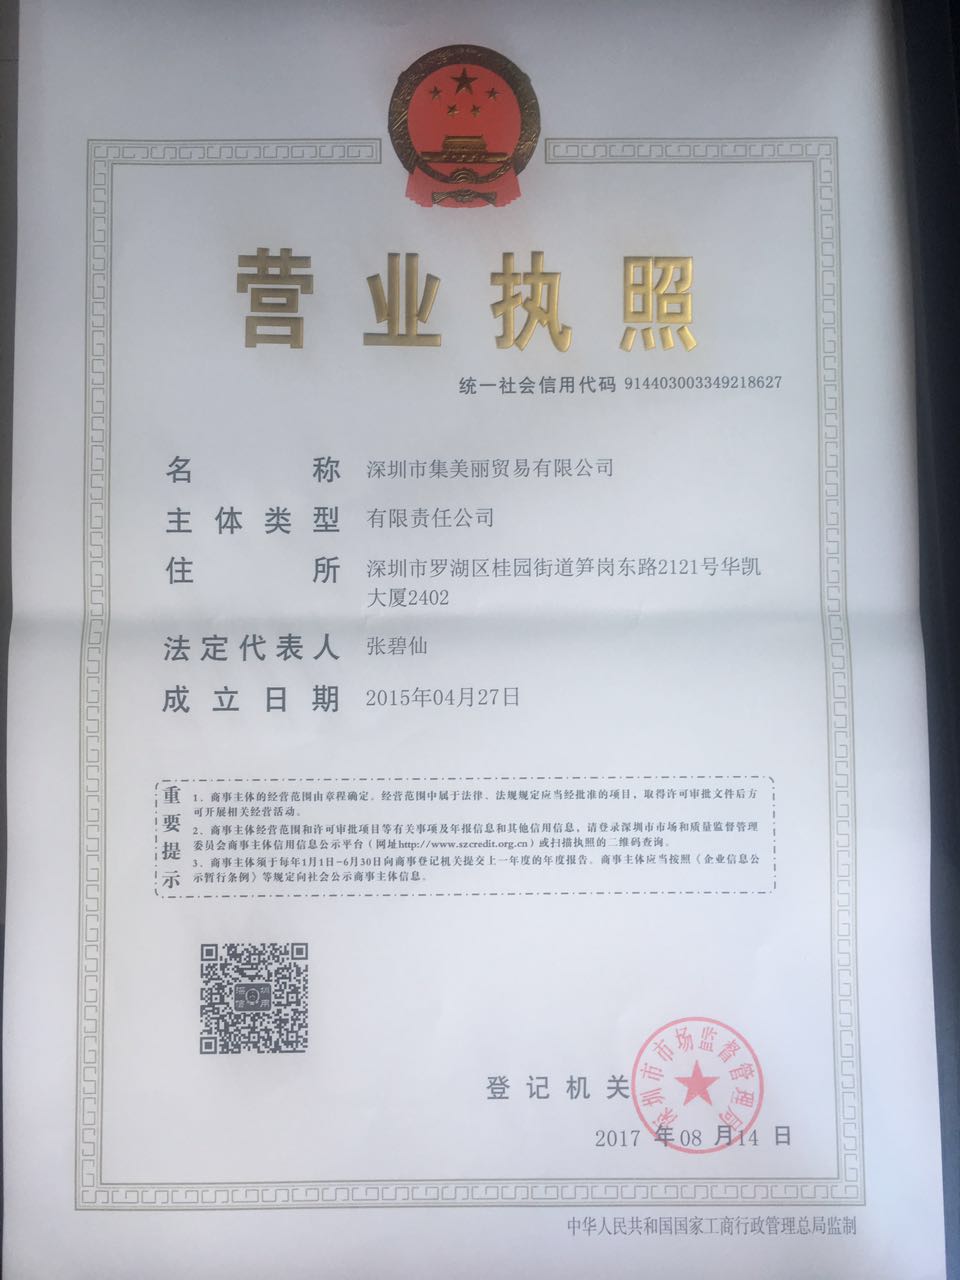 营业执照
统一社会信用代码 914403003349218627
名称 深圳市集美丽贸易有限公司
主体类型 有限责任公司
住所 深圳市罗湖区桂园街道笋岗东路2121号华凯
大厦2402
法定代表人 张碧仙
成立日期 2015年04月27日
重要提示
1、商事主体的经营范围由章程确定。经营范围中属于法律、法规规定应当经批准的项目，取得许可审批文件后方
可开展相关经营活动。
2、商事主体经营范围和许可审批项目等有关事项及年报信息和其他信用信息，请登录深圳市市场和质量监督管理
委员会商事主体信用信息公示平台（网址http://www.szcredit.org.cn）或扫描执照的二维码查询。
3、商事主体须于每年1月1日-6月30日向商事登记机关提交上一年度的年度报告。商事主体应当按照《企业信息公
示暂行条例》等规定向社会公示商事主体信息。
深圳
信用
登记机关
深圳市市场监督管理局
2017 年 08 月 14 日
中华人民共和国国家工商行政管理总局监制